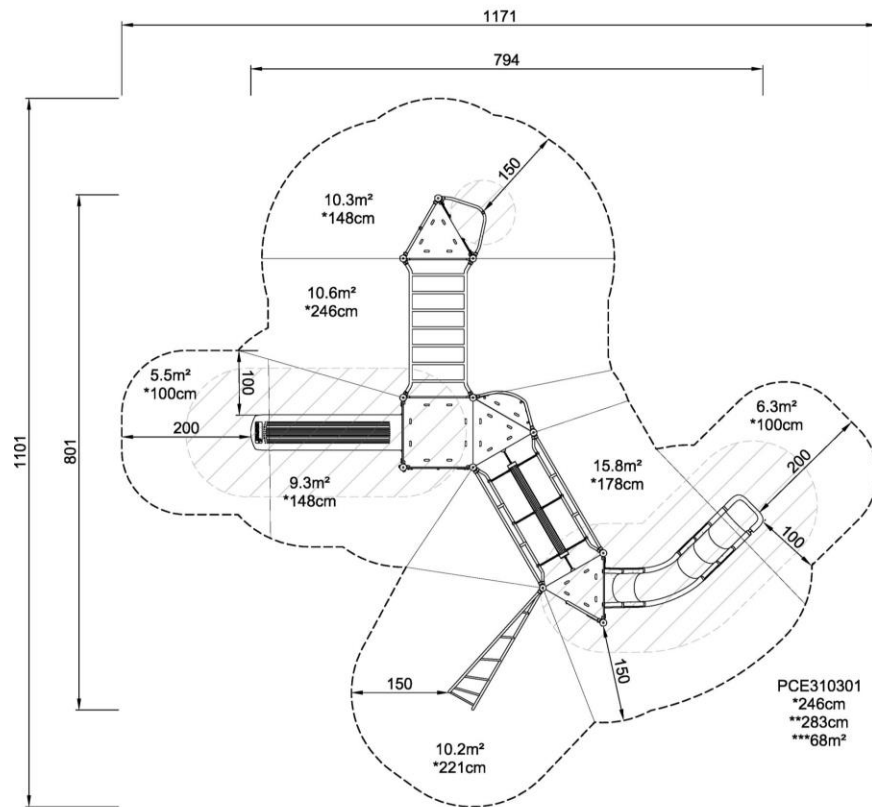 1171
794
150
10.3m²
*148cm
10.6m²
*246cm
5.5m²
*100cm
100
200
9.3m²
*148cm
1101
801
6.3m²
*100cm
200
15.8m²
*178cm
100
150
150
10.2m²
*221cm
PCE310301
*246cm
**283cm
***68m²